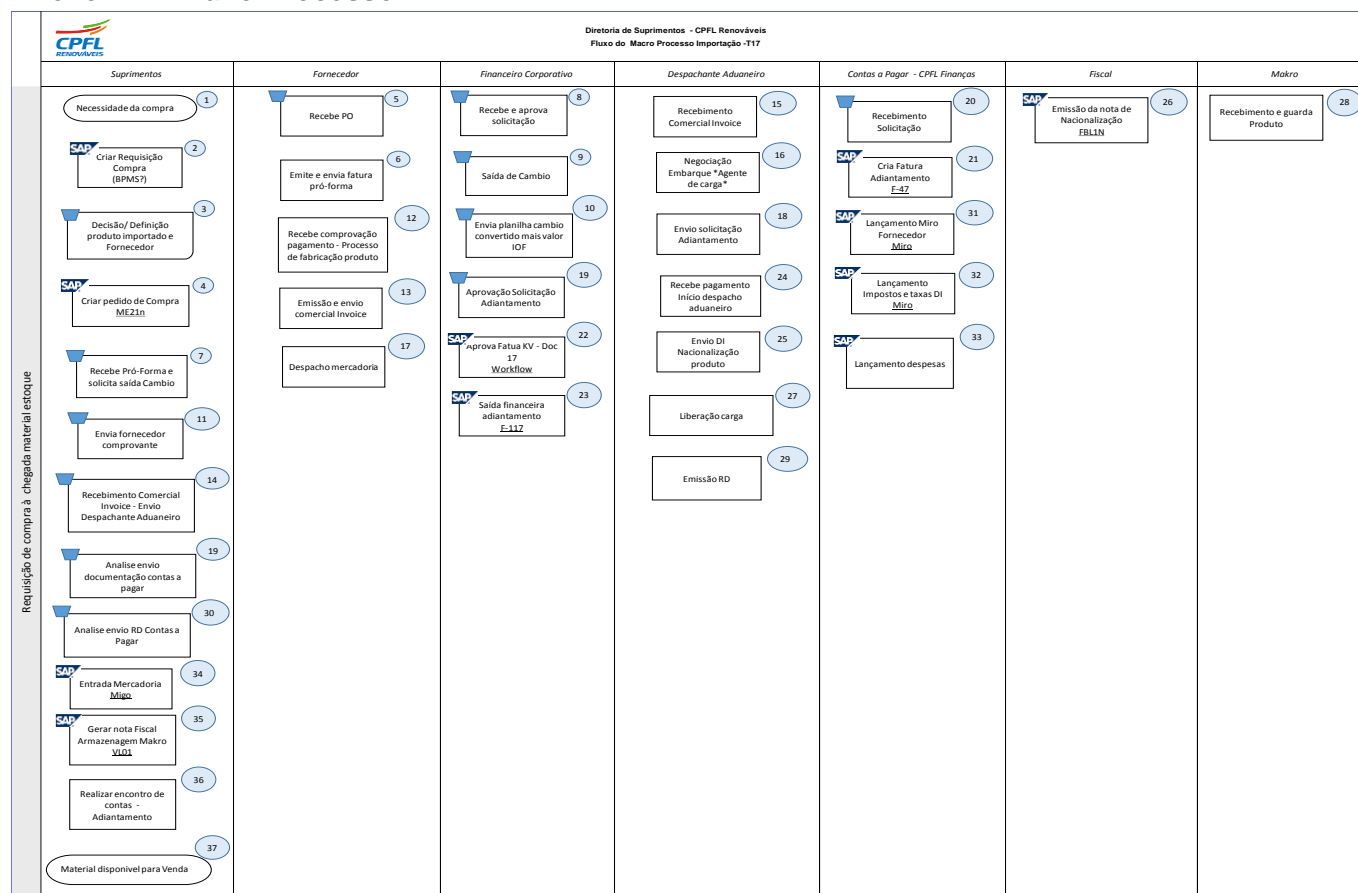 CPFL
RENOVÁVEIS
Diretoria de Suprimentos - CPFL Renováveis
Fluxo do Macro Processo Importação -T17
Suprimentos
Fornecedor
Financeiro Corporativo
Despachante Aduaneiro
Contas a Pagar - CPFL Finanças
Fiscal
Makro
Requisição de compra à chegada material estoque
Necessidade da compra
1
SAP
Criar Requisição
Compra
(BPMS?)
2
Decisão/ Definição
produto importado e
Fornecedor
3
SAP
Criar pedido de Compra
ME21n
4
Recebe Pró-Forma e
solicita saída Cambio
7
Envia fornecedor
comprovante
11
Recebimento Comercial
Invoice - Envio
Despachante Aduaneiro
14
Analise envio
documentação contas a
pagar
19
Analise envio RD Contas a
Pagar
30
SAP
Entrada Mercadoria
Migo
34
SAP
Gerar nota Fiscal
Armazenagem Makro
VL01
35
Realizar encontro de
contas -
Adiantamento
36
Material disponivel para Venda
37
Recebe PO
5
Emite e envia fatura
pró-forma
6
Recebe comprovação
pagamento - Processo
de fabricação produto
12
Emissão e envio
comercial Invoice
13
Despacho mercadoria
17
Recebe e aprova
solicitação
8
Saída de Cambio
9
Envia planilha cambio
convertido mais valor
IOF
10
Aprovação Solicitação
Adiantamento
19
SAP
Aprova Fatua KV - Doc
17
Workflow
22
SAP
Saída financeira
adiantamento
F-117
23
Recebimento
Comercial Invoice
15
Negociação
Embarque *Agente
de carga*
16
Envio solicitação
Adiantamento
18
Recebe pagamento
Início despacho
aduaneiro
24
Envio DI
Nacionalização
produto
25
Liberação carga
27
Emissão RD
29
Recebimento
Solicitação
20
SAP
Cria Fatura
Adiantamento
F-47
21
SAP
Lançamento Miro
Fornecedor
Miro
31
SAP
Lançamento
Impostos e taxas DI
Miro
32
Lançamento despesas
33
SAP
Emissão da nota de
Nacionalização
FBL1N
26
Recebimento e guarda
Produto
28